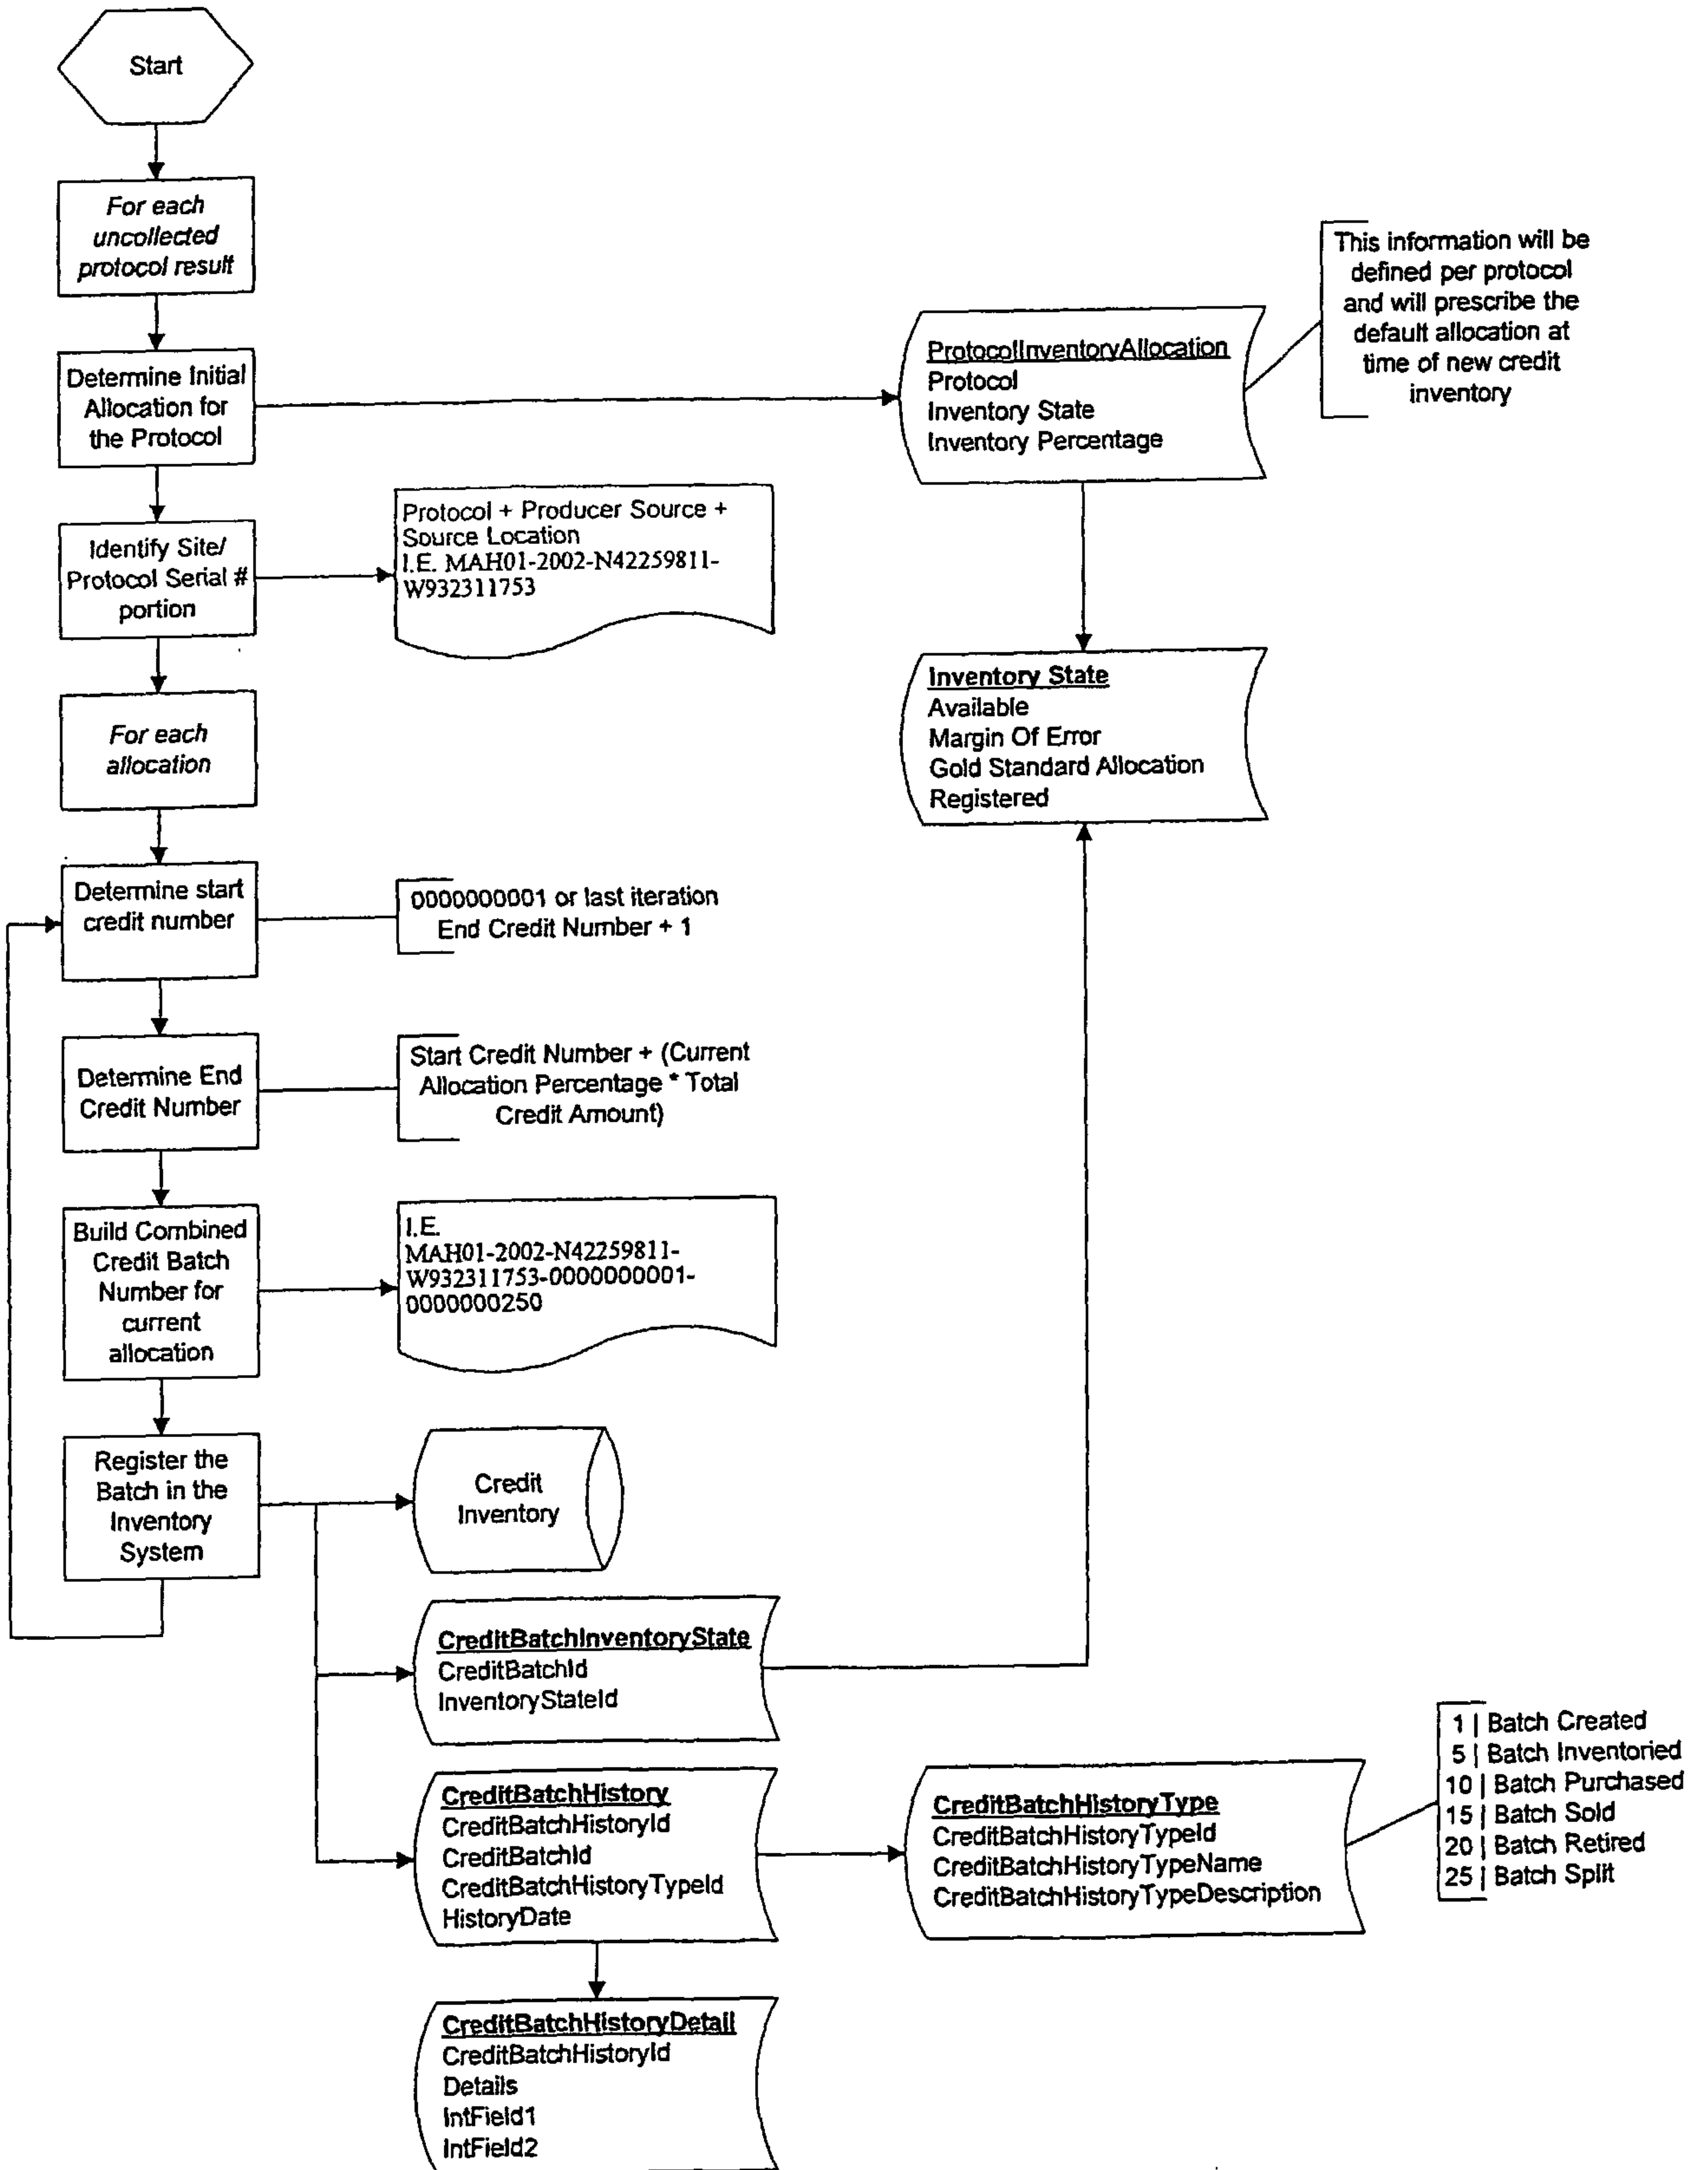 Start
For each
uncollected
protocol result
Determine Initial
Allocation for
the Protocol
ProtocolInventoryAllocation
Protocol
Inventory State
Inventory Percentage
This information will be
defined per protocol
and will prescribe the
default allocation at
time of new credit
inventory
Identify Site/
Protocol Serial #
portion
Protocol + Producer Source +
Source Location
I.E. MAH01-2002-N42259811-
W932311753
Inventory State
Available
Margin Of Error
Gold Standard Allocation
Registered
For each
allocation
Determine start
credit number
0000000001 or last iteration
End Credit Number + 1
Determine End
Credit Number
Start Credit Number + (Current
Allocation Percentage * Total
Credit Amount)
Build Combined
Credit Batch
Number for
current
allocation
I.E.
MAH01-2002-N42259811-
W932311753-0000000001-
0000000250
Register the
Batch in the
Inventory
System
Credit
Inventory
CreditBatchInventoryState
CreditBatchId
InventoryStateId
CreditBatchHistory
CreditBatchHistoryId
CreditBatchId
CreditBatchHistoryTypeId
HistoryDate
CreditBatchHistoryType
CreditBatchHistoryTypeId
CreditBatchHistoryTypeName
CreditBatchHistoryTypeDescription
1 | Batch Created
5 | Batch Inventoried
10 | Batch Purchased
15 | Batch Sold
20 | Batch Retired
25 | Batch Split
CreditBatchHistoryDetail
CreditBatchHistoryId
Details
IntField1
IntField2